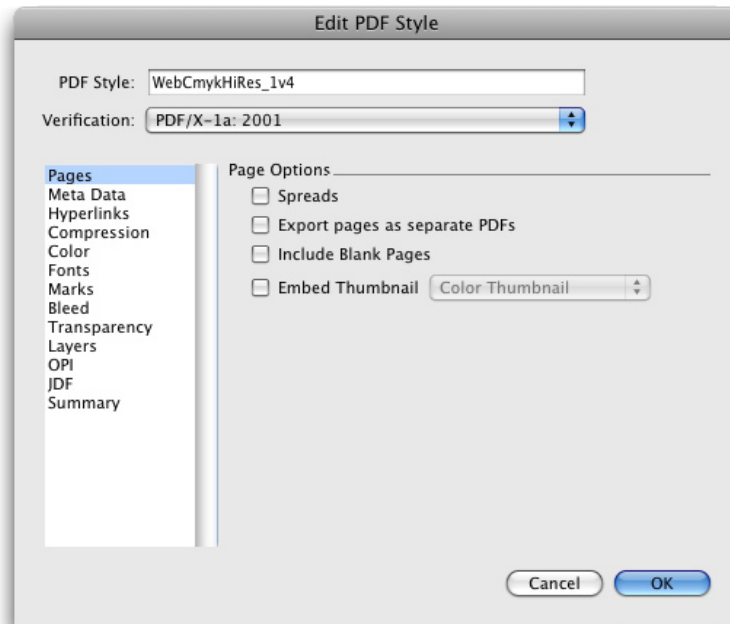 Edit PDF Style
PDF Style: WebCmykHiRes_1v4
Verification: PDF/X-1a: 2001
Pages
Meta Data
Hyperlinks
Compression
Color
Fonts
Marks
Bleed
Transparency
Layers
OPI
JDF
Summary
Page Options
Spreads
Export pages as separate PDFs
Include Blank Pages
Embed Thumbnail Color Thumbnail
Cancel OK